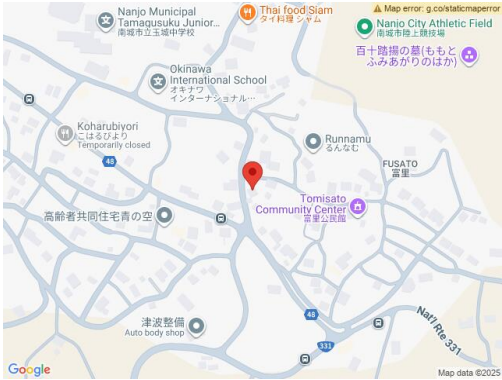 Nanjo Municipal
Tamagusuku Junior...
南城市立玉城中学校
Thai food Siam
タイ料理 シャム
Map error: g.co/staticmaperror
Nanjo City Athletic Field
南城市陸上競技場
百十踏揚の墓(ももと
ふみあがりのはか)
Okinawa
International School
オキナワ
インターナショナル…
Koharubiyori
こはるびより
Temporarily closed
48
Runnamu
るんなむ
FUSATO
富里
Tomisato
Community Center
富里公民館
高齢者共同住宅青の空
48
津波整備
Auto body shop
331
Nat'l Rte 331
Google
Map data ©2025